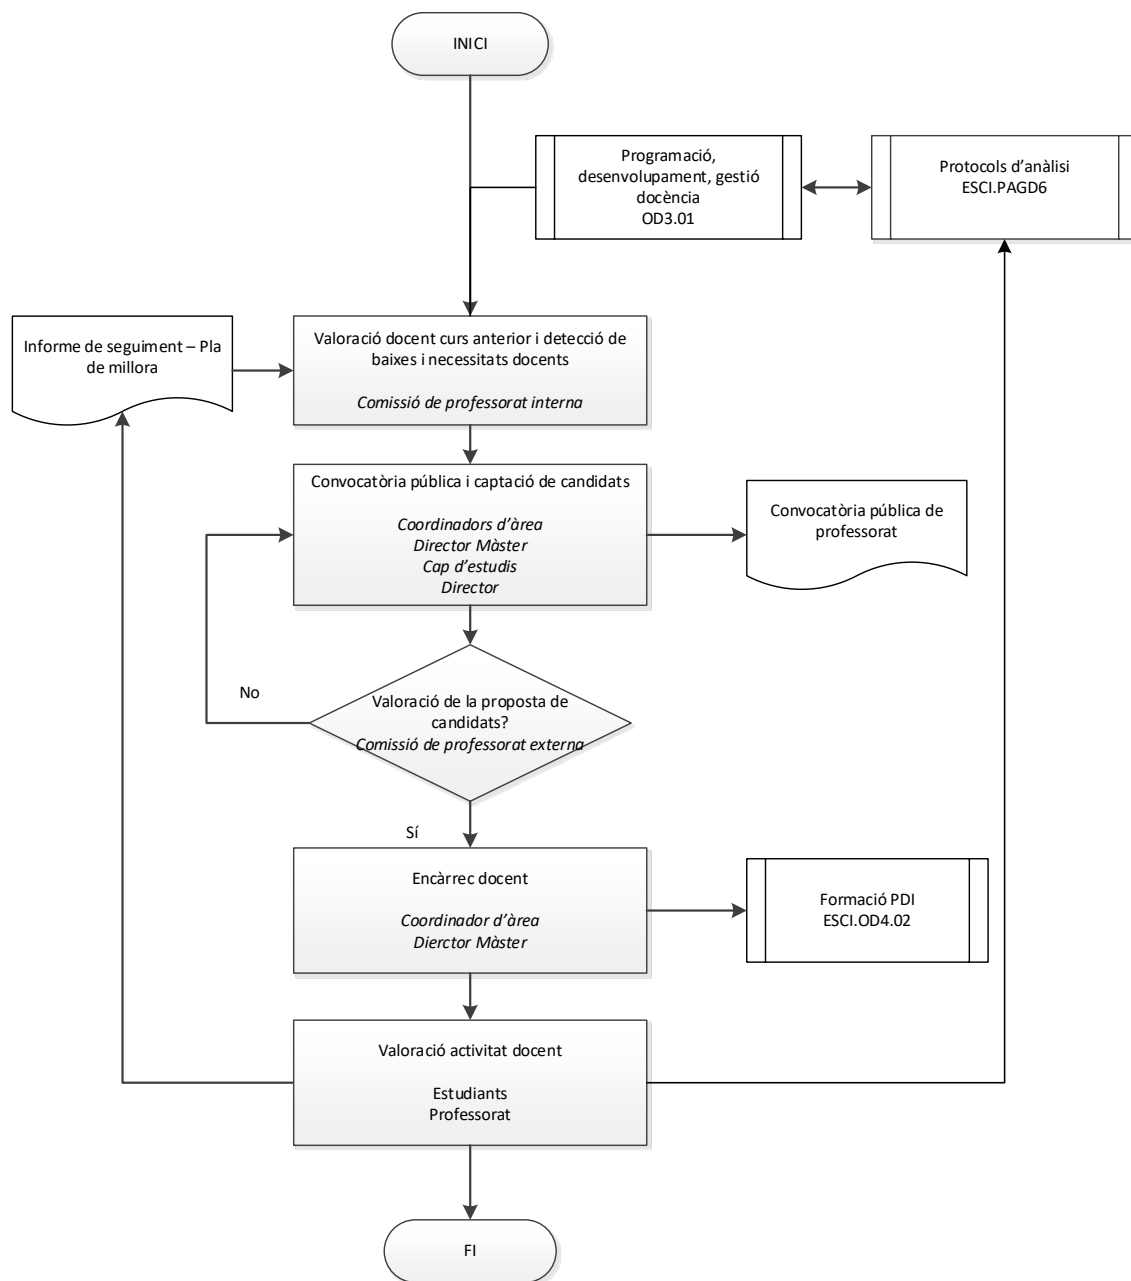 INICI
Programació,
desenvolupament, gestió
docència
OD3.01
Protocols d'anàlisi
ESCI.PAGD6
Informe de seguiment – Pla
de millora
Valoració docent curs anterior i detecció de
baixes i necessitats docents
Comissió de professorat interna
Convocatòria pública i captació de candidats
Coordinadors d'àrea
Director Màster
Cap d'estudis
Director
Convocatòria pública de
professorat
No
Valoració de la proposta de
candidats?
Comissió de professorat externa
Sí
Encàrrec docent
Coordinador d'àrea
Dierctor Màster
Formació PDI
ESCI.OD4.02
Valoració activitat docent
Estudiants
Professorat
FI